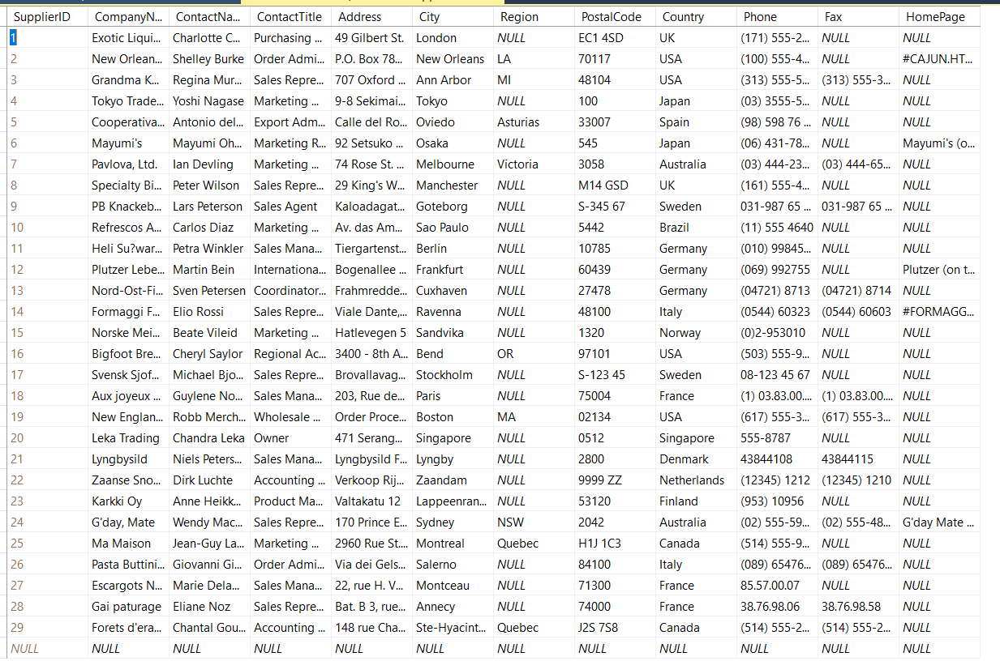 SupplierID CompanyN... ContactNa... ContactTitle Address City Region PostalCode Country Phone Fax HomePage
1 Exotic Liqui... Charlotte C... Purchasing ... 49 Gilbert St. London NULL EC1 4SD UK (171) 555-2... NULL NULL
2 New Orlean... Shelley Burke Order Admi... P.O. Box 78... New Orleans LA 70117 USA (100) 555-4... NULL #CAJUN.HT...
3 Grandma K... Regina Mur... Sales Repre... 707 Oxford ... Ann Arbor MI 48104 USA (313) 555-5... (313) 555-3... NULL
4 Tokyo Trade... Yoshi Nagase Marketing ... 9-8 Sekimai... Tokyo NULL 100 Japan (03) 3555-5... NULL NULL
5 Cooperativa... Antonio del... Export Adm... Calle del Ro... Oviedo Asturias 33007 Spain (98) 598 76 ... NULL NULL
6 Mayumi's Mayumi Oh... Marketing R... 92 Setsuko ... Osaka NULL 545 Japan (06) 431-78... NULL Mayumi's (o...
7 Pavlova, Ltd. Ian Devling Marketing ... 74 Rose St. ... Melbourne Victoria 3058 Australia (03) 444-23... (03) 444-65... NULL
8 Specialty Bi... Peter Wilson Sales Repre... 29 King's W... Manchester NULL M14 GSD UK (161) 555-4... NULL NULL
9 PB Knackeb... Lars Peterson Sales Agent Kaloadagat... Goteborg NULL S-345 67 Sweden 031-987 65 ... 031-987 65 ... NULL
10 Refrescos A... Carlos Diaz Marketing ... Av. das Am... Sao Paulo NULL 5442 Brazil (11) 555 4640 NULL NULL
11 Heli Su?war... Petra Winkler Sales Mana... Tiergartenst... Berlin NULL 10785 Germany (010) 99845... NULL NULL
12 Plutzer Lebe... Martin Bein Internationa... Bogenallee ... Frankfurt NULL 60439 Germany (069) 992755 NULL Plutzer (on t...
13 Nord-Ost-Fi... Sven Petersen Coordinator... Frahmredde... Cuxhaven NULL 27478 Germany (04721) 8713 (04721) 8714 NULL
14 Formaggi F... Elio Rossi Sales Repre... Viale Dante,... Ravenna NULL 48100 Italy (0544) 60323 (0544) 60603 #FORMAGG...
15 Norske Mei... Beate Vileid Marketing ... Hatlevegen 5 Sandvika NULL 1320 Norway (0)2-953010 NULL NULL
16 Bigfoot Bre... Cheryl Saylor Regional Ac... 3400 - 8th A... Bend OR 97101 USA (503) 555-9... NULL NULL
17 Svensk Sjof... Michael Bjo... Sales Repre... Brovallavag... Stockholm NULL S-123 45 Sweden 08-123 45 67 NULL NULL
18 Aux joyeux ... Guylene No... Sales Mana... 203, Rue de... Paris NULL 75004 France (1) 03.83.00.... (1) 03.83.00.... NULL
19 New Englan... Robb Merch... Wholesale ... Order Proce... Boston MA 02134 USA (617) 555-3... (617) 555-3... NULL
20 Leka Trading Chandra Leka Owner 471 Serang... Singapore NULL 0512 Singapore 555-8787 NULL NULL
21 Lyngbysild Niels Peters... Sales Mana... Lyngbysild F... Lyngby NULL 2800 Denmark 43844108 43844115 NULL
22 Zaanse Sno... Dirk Luchte Accounting ... Verkoop Rij... Zaandam NULL 9999 ZZ Netherlands (12345) 1212 (12345) 1210 NULL
23 Karkki Oy Anne Heikk... Product Ma... Valtakatu 12 Lappeenran... NULL 53120 Finland (953) 10956 NULL NULL
24 G'day, Mate Wendy Mac... Sales Repre... 170 Prince E... Sydney NSW 2042 Australia (02) 555-59... (02) 555-48... G'day Mate ...
25 Ma Maison Jean-Guy La... Marketing ... 2960 Rue St... Montreal Quebec H1J 1C3 Canada (514) 555-9... NULL NULL
26 Pasta Buttini... Giovanni Gi... Order Admi... Via dei Gels... Salerno NULL 84100 Italy (089) 65476... (089) 65476... NULL
27 Escargots N... Marie Dela... Sales Mana... 22, rue H. V... Montceau NULL 71300 France 85.57.00.07 NULL NULL
28 Gai paturage Eliane Noz Sales Repre... Bat. B 3, rue... Annecy NULL 74000 France 38.76.98.06 38.76.98.58 NULL
29 Forets d'era... Chantal Gou... Accounting ... 148 rue Cha... Ste-Hyacint... Quebec J2S 7S8 Canada (514) 555-2... (514) 555-2... NULL
NULL NULL NULL NULL NULL NULL NULL NULL NULL NULL NULL NULL